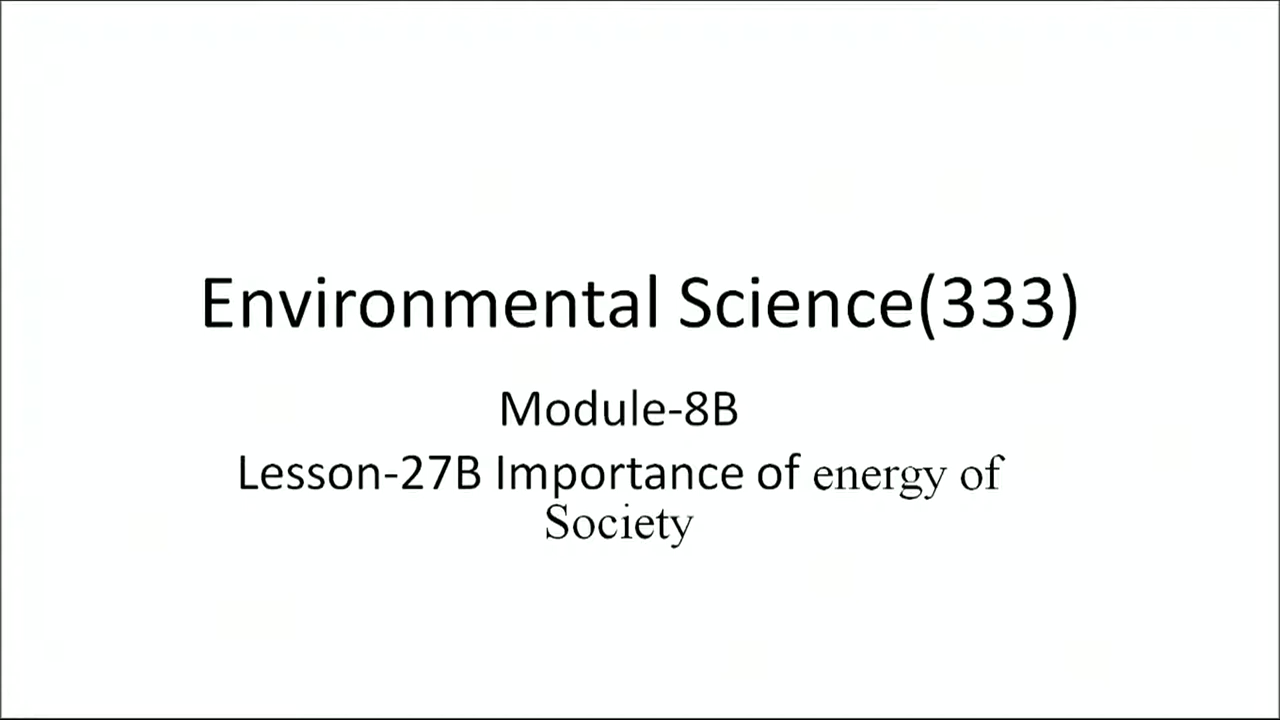 Environmental Science(333)
Module-8B
Lesson-27B Importance of energy of
Society